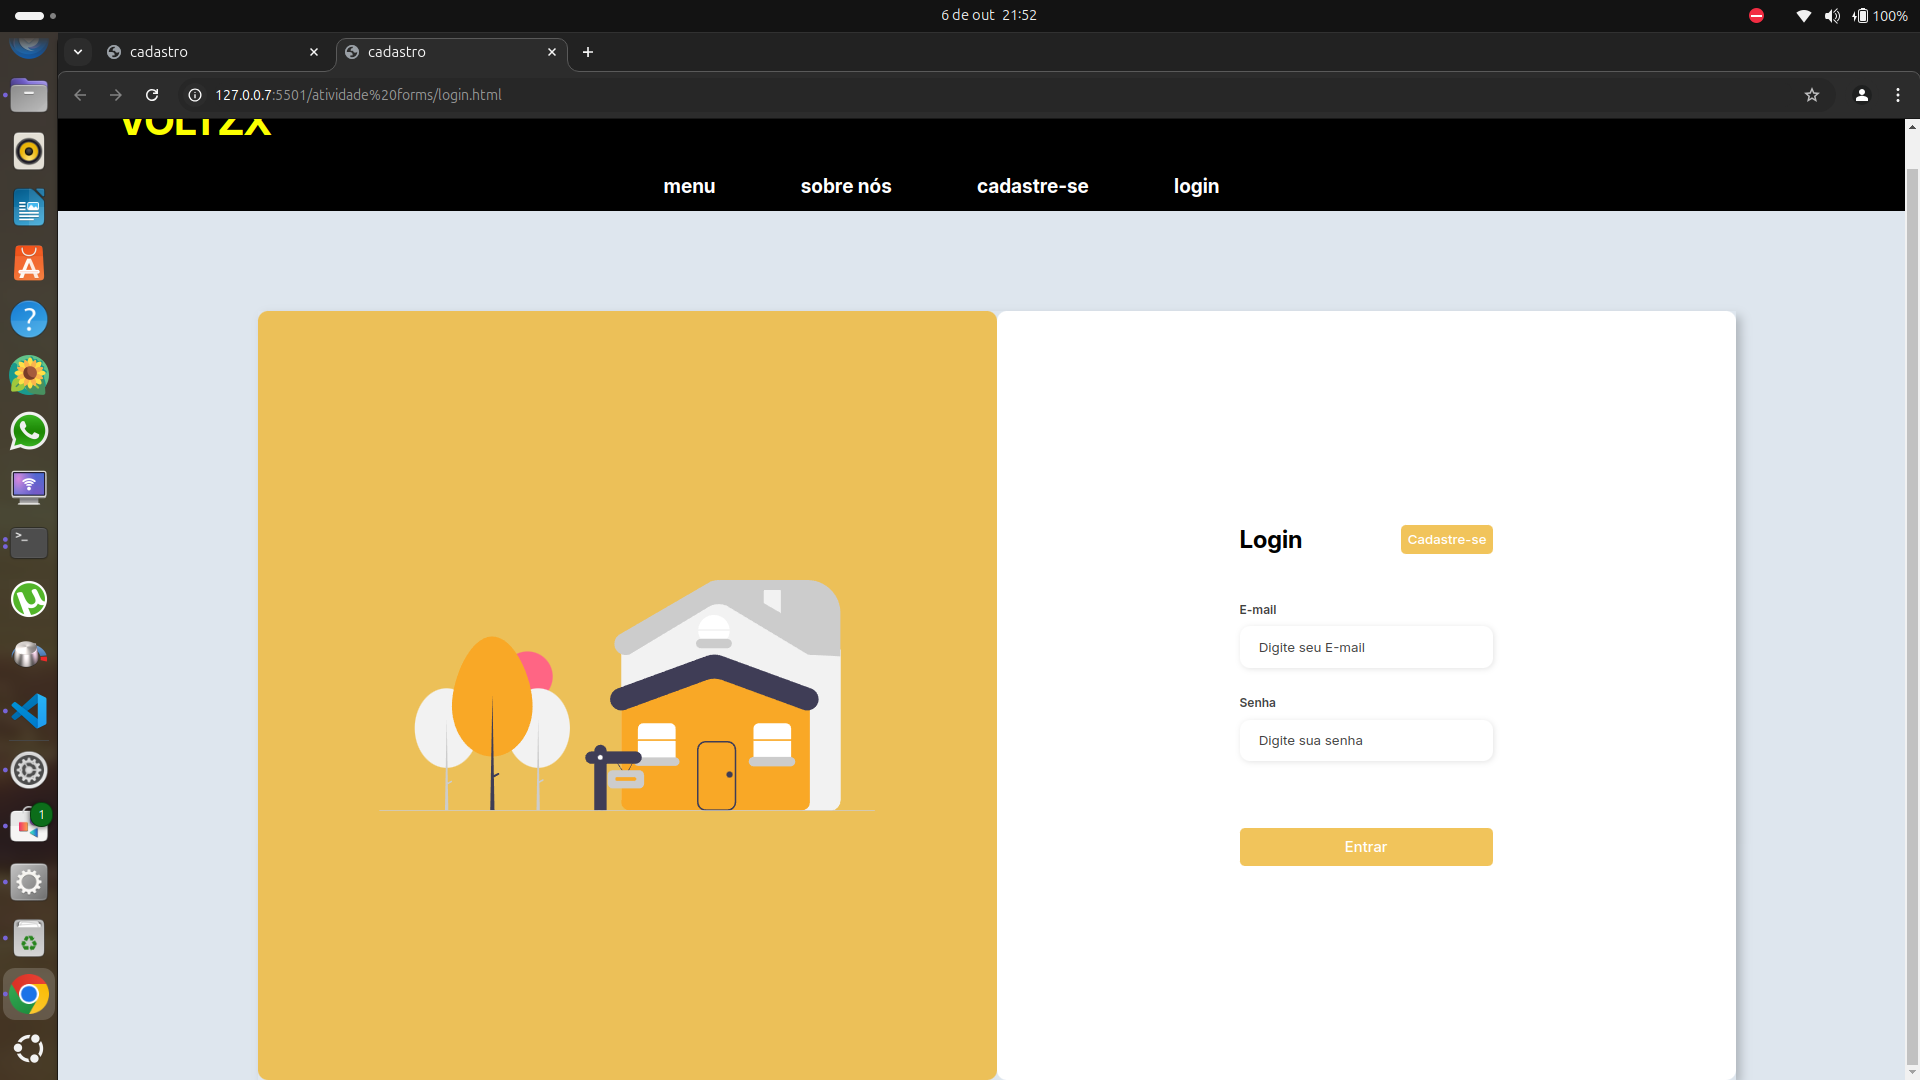 6 de out 21:52
100%
cadastro
cadastro
127.0.0.7:5501/atividade%20forms/login.html
VOLTZX
menu sobre nós cadastre-se login
Login
Cadastre-se
E-mail
Digite seu E-mail
Senha
Digite sua senha
Entrar
1